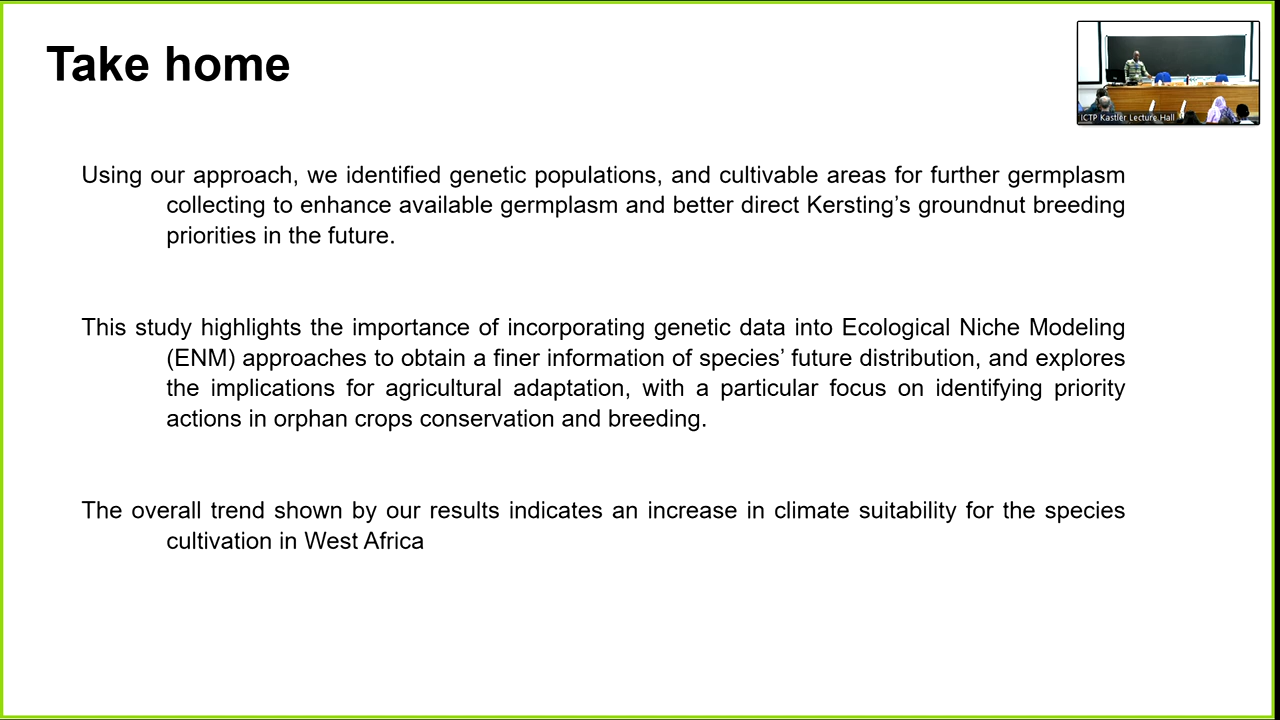 Take home
ICTP Kastler Lecture Hall
Using our approach, we identified genetic populations, and cultivable areas for further germplasm
collecting to enhance available germplasm and better direct Kersting’s groundnut breeding
priorities in the future.
This study highlights the importance of incorporating genetic data into Ecological Niche Modeling
(ENM) approaches to obtain a finer information of species’ future distribution, and explores
the implications for agricultural adaptation, with a particular focus on identifying priority
actions in orphan crops conservation and breeding.
The overall trend shown by our results indicates an increase in climate suitability for the species
cultivation in West Africa